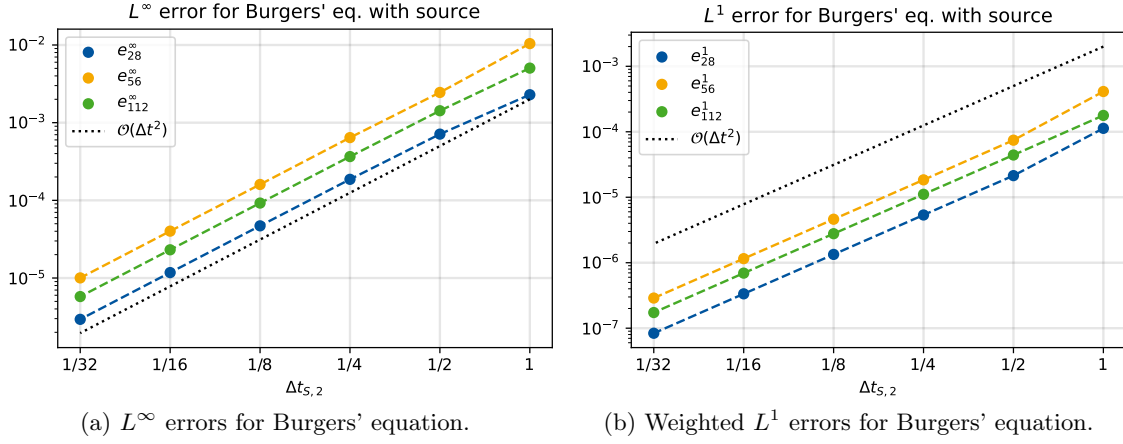 L∞ error for Burgers' eq. with source
10⁻²
10⁻³
10⁻⁴
10⁻⁵
e∞28
e∞56
e∞112
O(Δt²)
1/32 1/16 1/8 1/4 1/2 1
Δt_{S,2}
(a) L∞ errors for Burgers' equation.
L¹ error for Burgers' eq. with source
10⁻³
10⁻⁴
10⁻⁵
10⁻⁶
10⁻⁷
e¹28
e¹56
e¹112
O(Δt²)
1/32 1/16 1/8 1/4 1/2 1
Δt_{S,2}
(b) Weighted L¹ errors for Burgers' equation.